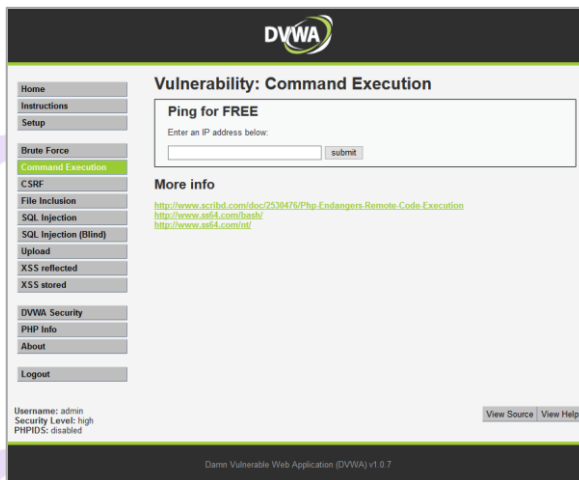 DVWA
Home
Instructions
Setup
Brute Force
Command Execution
CSRF
File Inclusion
SQL Injection
SQL Injection (Blind)
Upload
XSS reflected
XSS stored
DVWA Security
PHP Info
About
Logout
Vulnerability: Command Execution
Ping for FREE
Enter an IP address below:
submit
More info
http://www.scribd.com/doc/2530476/Php-Endangers-Remote-Code-Execution
http://www.ss64.com/bash/
http://www.ss64.com/nt/
Username: admin
Security Level: high
PHPIDS: disabled
View Source View Help
Damn Vulnerable Web Application (DVWA) v1.0.7